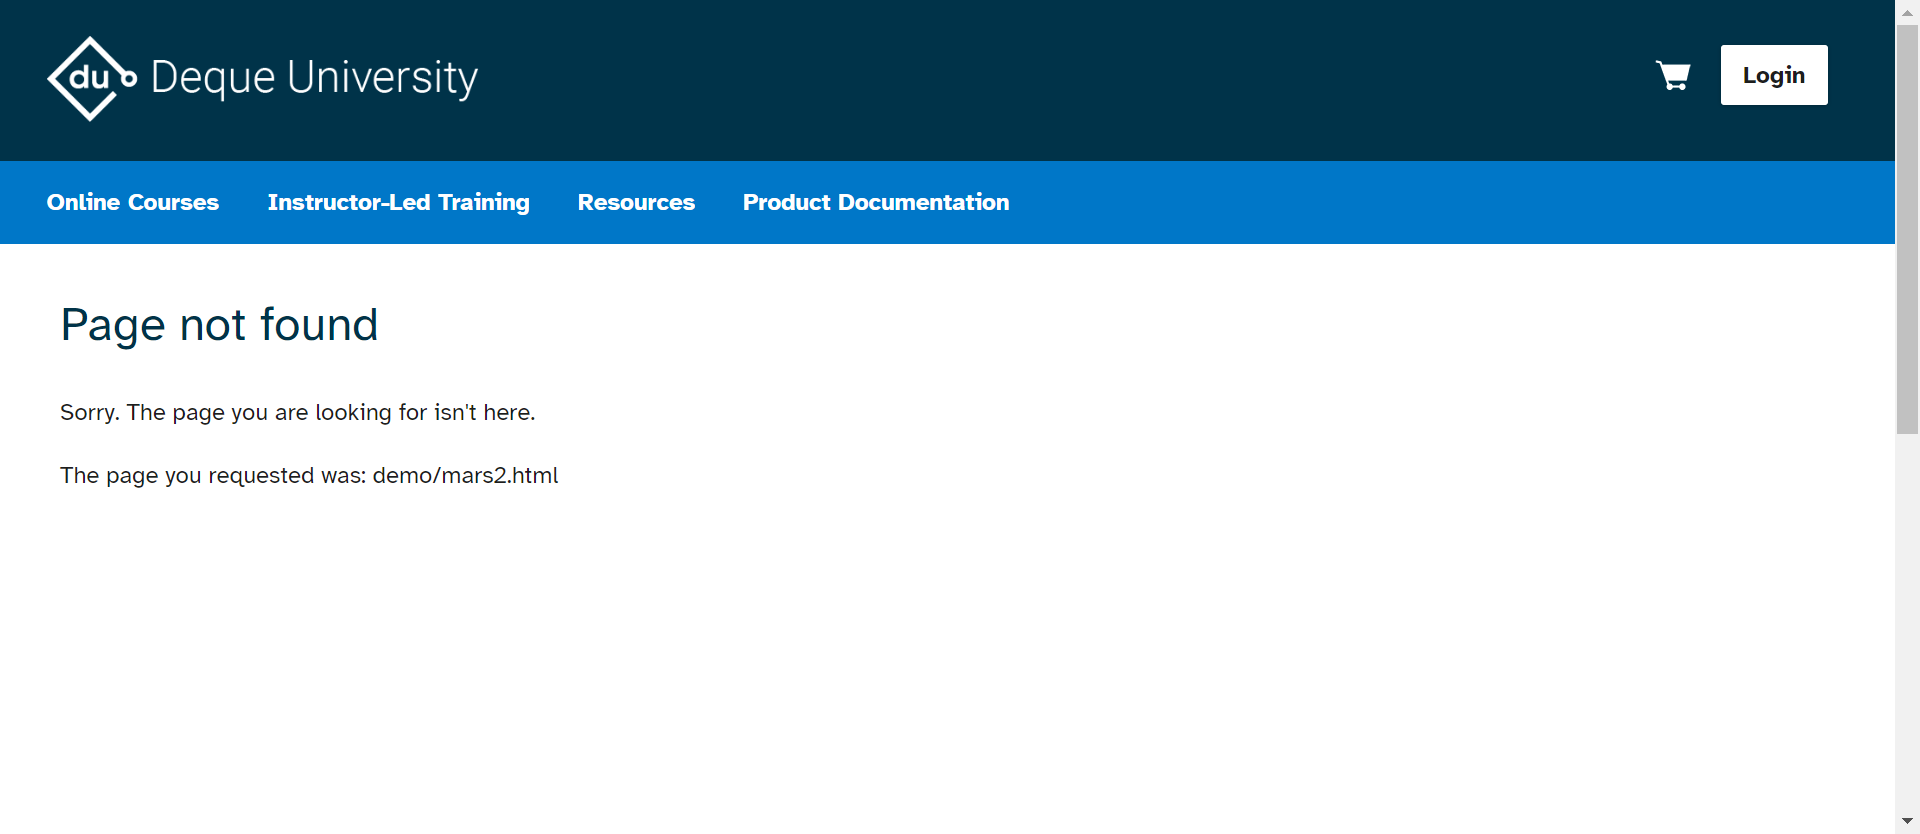 du Deque University
Login
Online Courses Instructor-Led Training Resources Product Documentation
Page not found
Sorry. The page you are looking for isn't here.
The page you requested was: demo/mars2.html